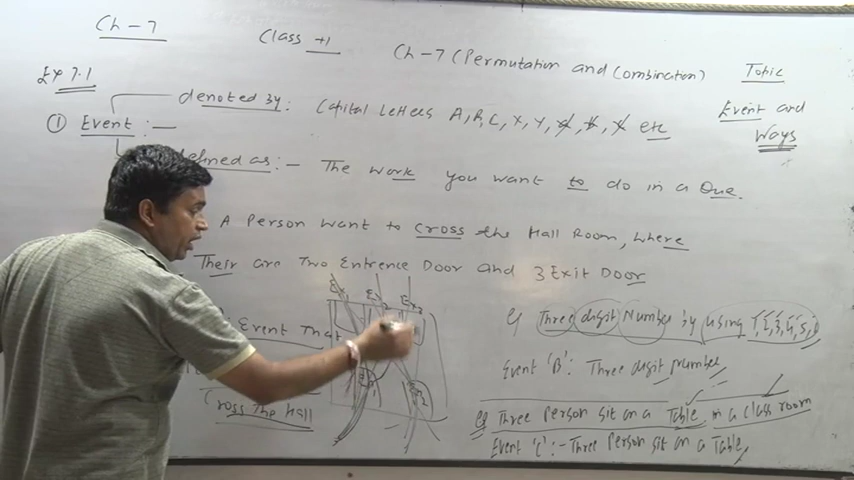 Ch-7
Class +1
Ch-7 (Permutation and Combination)
Topic
Event and
Ways
Ex 7.1
denoted by: Capital Letters A, B, C, X, Y, etc
① Event :—
defined as :- The work you want to do in a One.
A Person want to cross the Hall Room, where
Their are Two Entrence Door and 3 Exit Door
Ex1 Ex2 Ex3
Event That
Cross The Hall
Three digit Number by using 1, 2, 3, 4, 5, 6
Event 'B': Three digit Number
Eg Three Person sit on a Table in a class room
Event 'C' :- Three Person sit on a Table